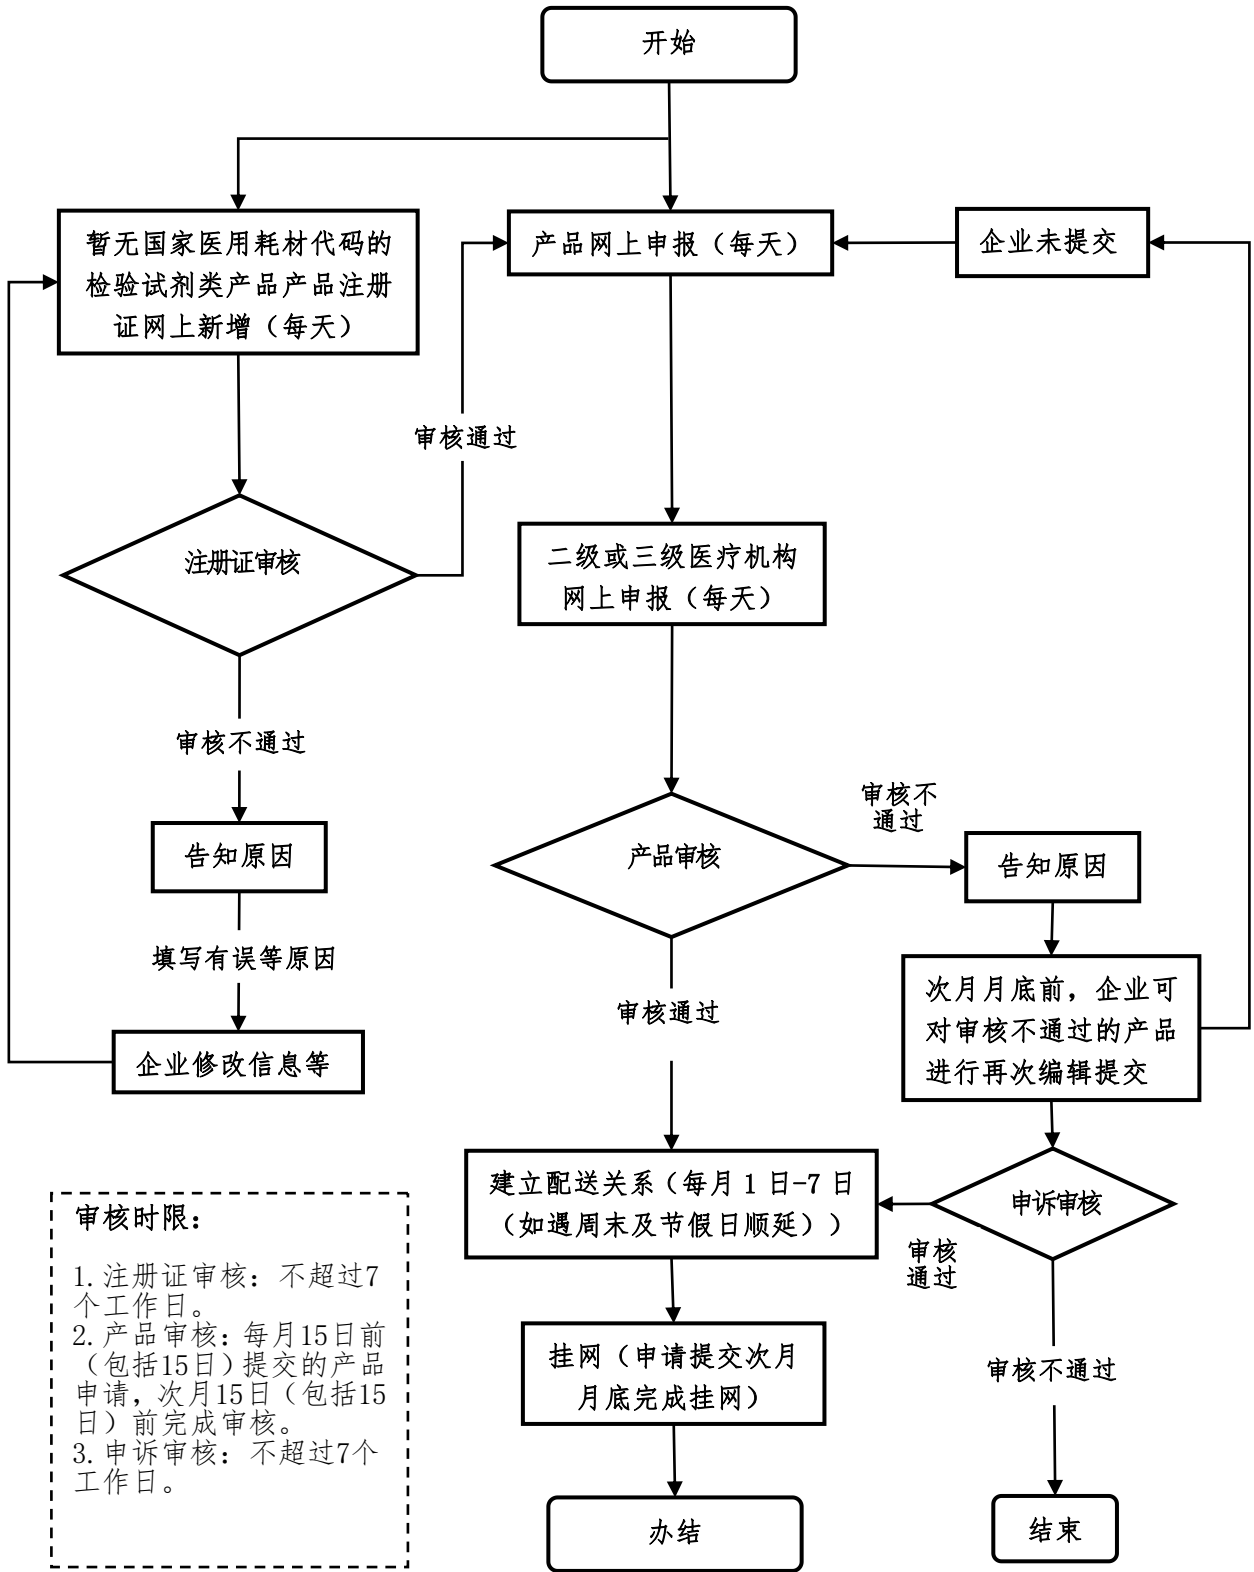 开始
暂无国家医用耗材代码的
检验试剂类产品产品注册
证网上新增（每天）
产品网上申报（每天）
企业未提交
审核通过
注册证审核
二级或三级医疗机构
网上申报（每天）
审核不通过
审核不
通过
告知原因
产品审核
告知原因
填写有误等原因
次月月底前，企业可
对审核不通过的产品
进行再次编辑提交
审核通过
企业修改信息等
建立配送关系（每月 1 日-7 日
（如遇周末及节假日顺延））
申诉审核
审核
通过
审核时限：
1.注册证审核：不超过7
个工作日。
2.产品审核：每月15日前
（包括15日）提交的产品
申请，次月15日（包括15
日）前完成审核。
3.申诉审核：不超过7个
工作日。
挂网（申请提交次月
月底完成挂网）
审核不通过
办结
结束